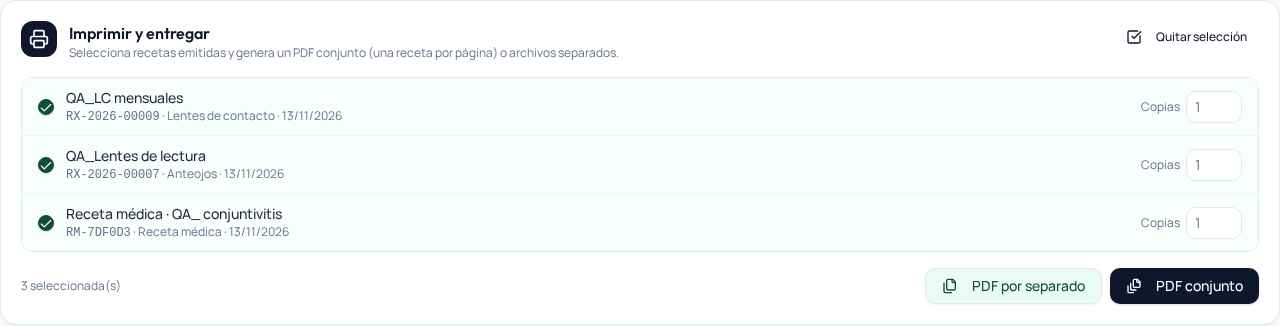 Imprimir y entregar
Selecciona recetas emitidas y genera un PDF conjunto (una receta por página) o archivos separados.
Quitar selección
QA_LC mensuales
RX-2026-00009 · Lentes de contacto · 13/11/2026
Copias 1
QA_Lentes de lectura
RX-2026-00007 · Anteojos · 13/11/2026
Copias 1
Receta médica · QA_ conjuntivitis
RM-7DF0D3 · Receta médica · 13/11/2026
Copias 1
3 seleccionada(s)
PDF por separado
PDF conjunto